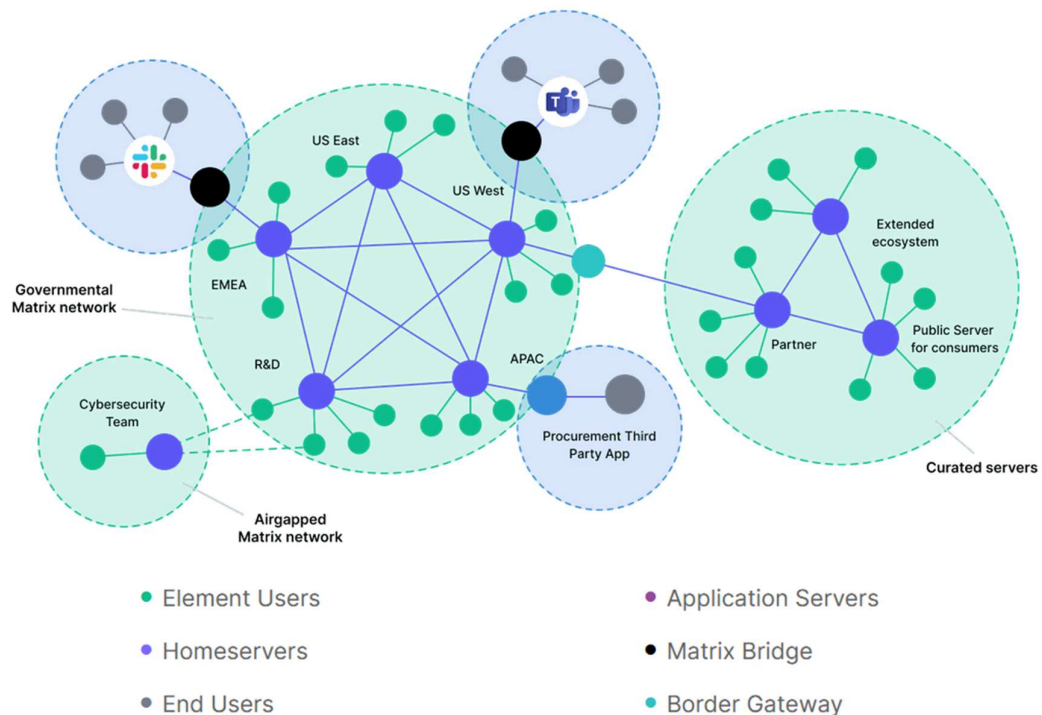 US East
US West
EMEA
Extended
ecosystem
Governmental
Matrix network
R&D
APAC
Partner
Public Server
for consumers
Cybersecurity
Team
Procurement Third
Party App
Curated servers
Airgapped
Matrix network
Element Users
Application Servers
Homeservers
Matrix Bridge
End Users
Border Gateway
T